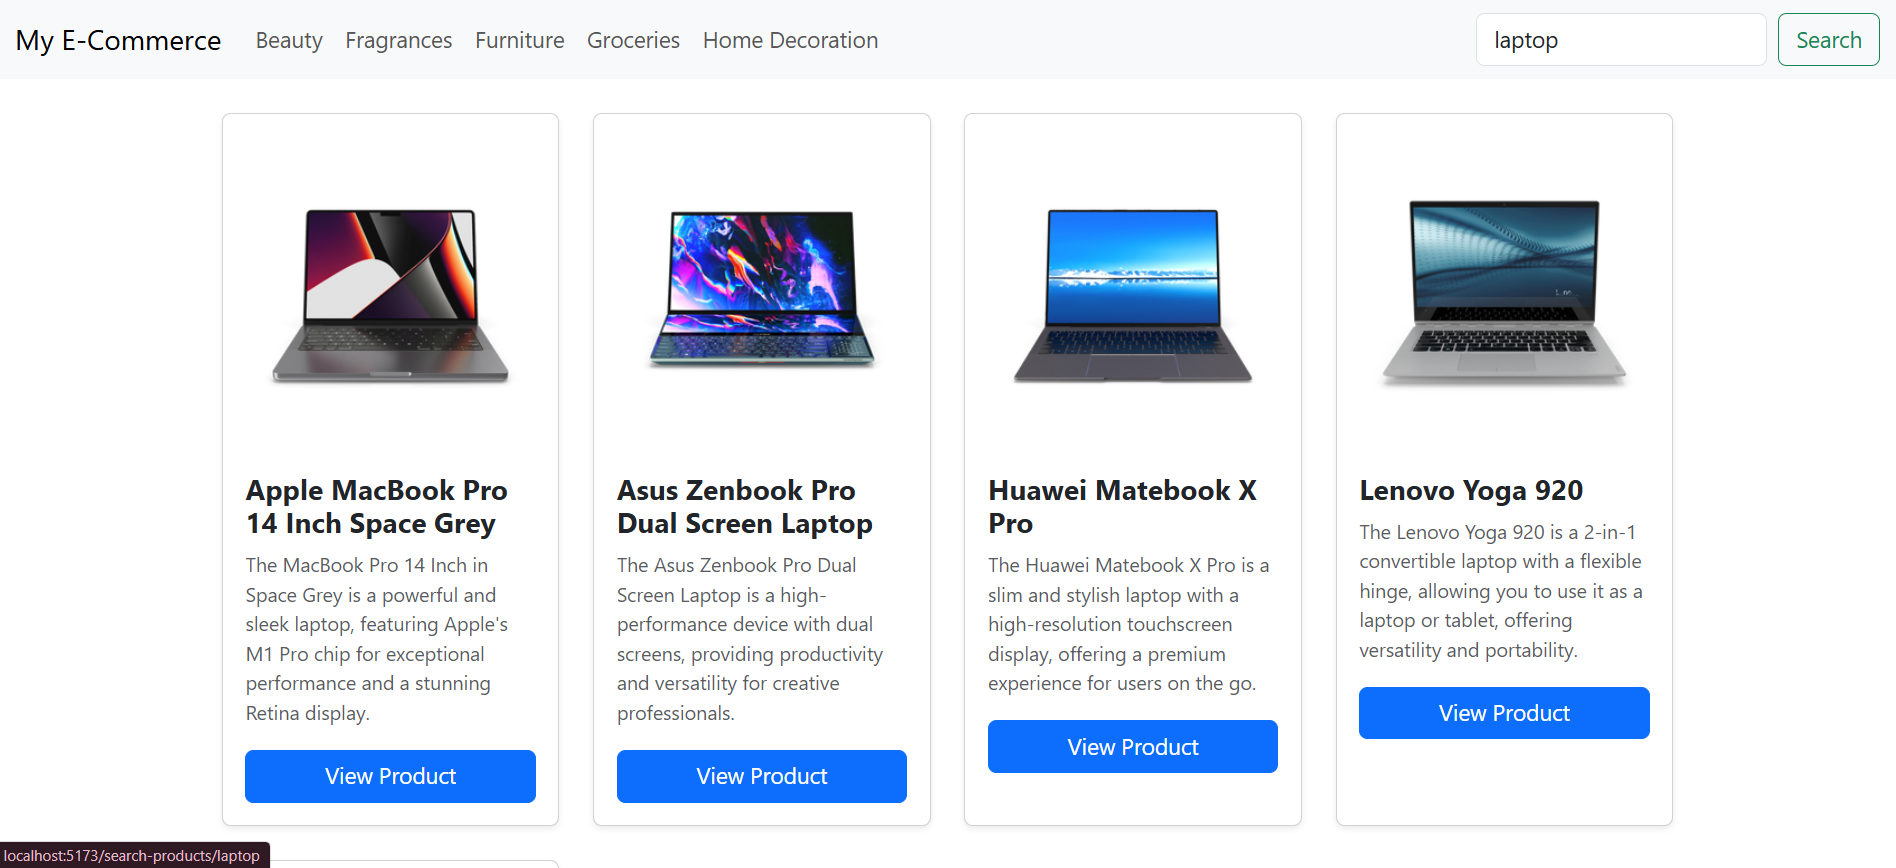 My E-Commerce Beauty Fragrances Furniture Groceries Home Decoration laptop Search
Apple MacBook Pro
14 Inch Space Grey
The MacBook Pro 14 Inch in
Space Grey is a powerful and
sleek laptop, featuring Apple's
M1 Pro chip for exceptional
performance and a stunning
Retina display.
View Product
Asus Zenbook Pro
Dual Screen Laptop
The Asus Zenbook Pro Dual
Screen Laptop is a high-
performance device with dual
screens, providing productivity
and versatility for creative
professionals.
View Product
Huawei Matebook X
Pro
The Huawei Matebook X Pro is a
slim and stylish laptop with a
high-resolution touchscreen
display, offering a premium
experience for users on the go.
View Product
Lenovo Yoga 920
The Lenovo Yoga 920 is a 2-in-1
convertible laptop with a flexible
hinge, allowing you to use it as a
laptop or tablet, offering
versatility and portability.
View Product
localhost:5173/search-products/laptop